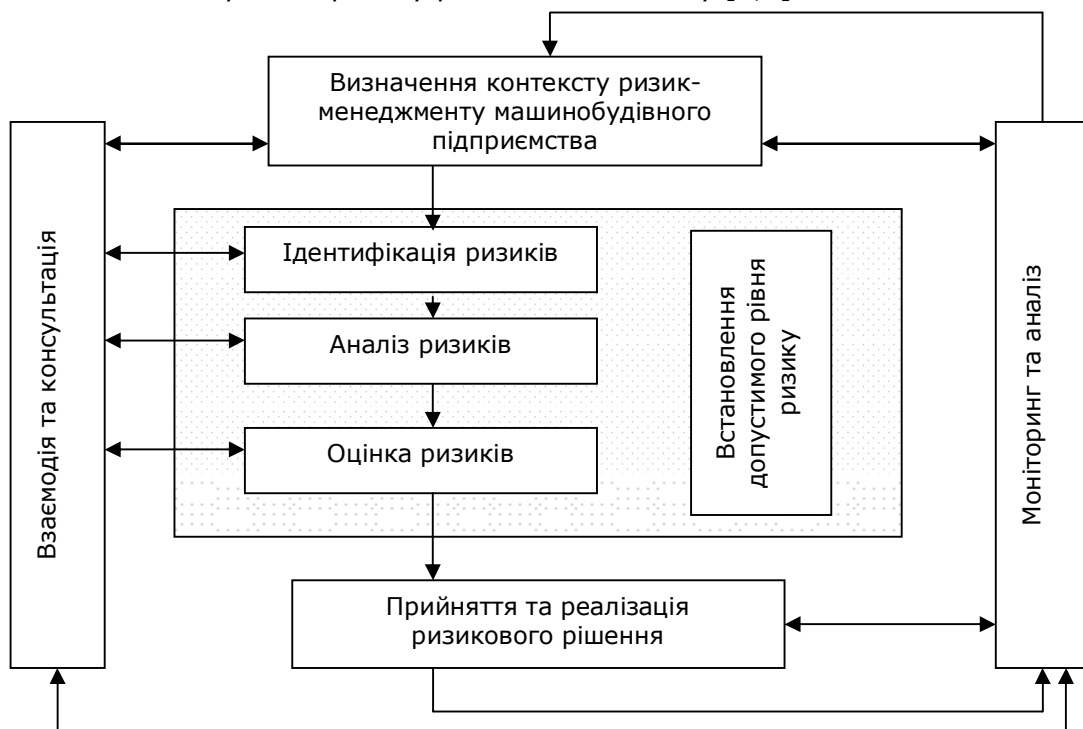 Визначення контексту ризик-
менеджменту машинобудівного
підприємства
Взаємодія та консультація
Ідентифікація ризиків
Аналіз ризиків
Оцінка ризиків
Встановлення
допустимого рівня
ризику
Моніторинг та аналіз
Прийняття та реалізація
ризикового рішення